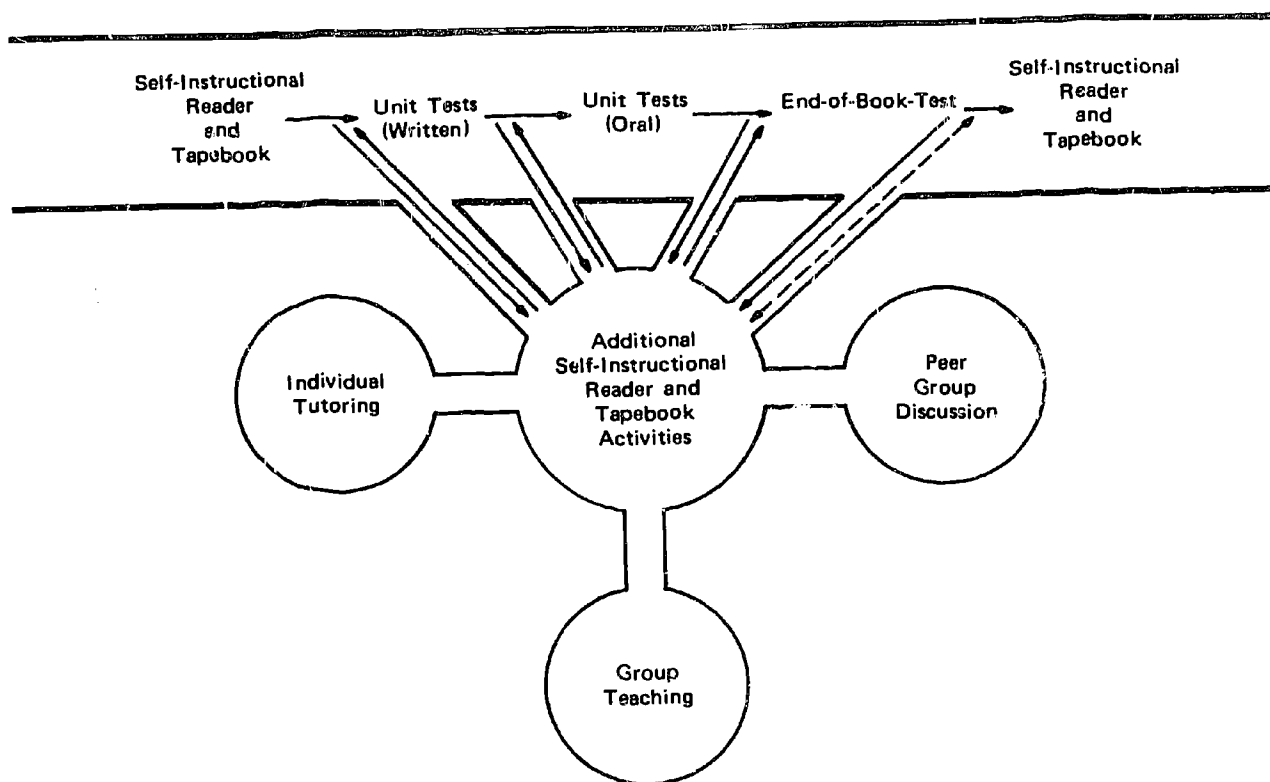 Self-Instructional
Reader
and
Tapebook
Unit Tests
(Written)
Unit Tests
(Oral)
End-of-Book-Test
Self-Instructional
Reader
and
Tapebook
Individual
Tutoring
Additional
Self-Instructional
Reader and
Tapebook
Activities
Peer
Group
Discussion
Group
Teaching